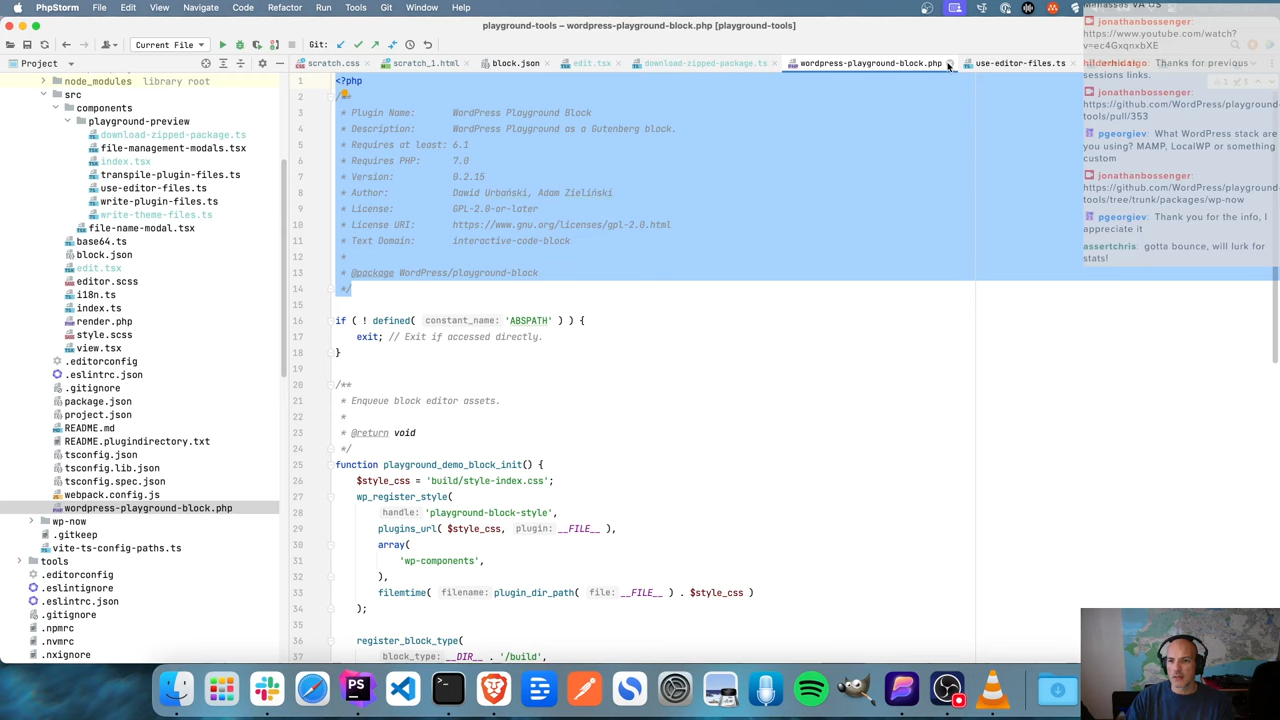 PhpStorm File Edit View Navigate Code Refactor Run Tools Git Window Help
playground-tools – wordpress-playground-block.php [playground-tools]
Current File
Git:
Project
scratch.css
scratch_1.html
block.json
edit.tsx
download-zipped-package.ts
wordpress-playground-block.php
use-editor-files.ts
node_modules library root
src
components
playground-preview
download-zipped-package.ts
file-management-modals.tsx
index.tsx
transpile-plugin-files.ts
use-editor-files.ts
write-plugin-files.ts
write-theme-files.ts
file-name-modal.tsx
base64.ts
block.json
edit.tsx
editor.scss
i18n.ts
index.ts
render.php
style.scss
view.tsx
.editorconfig
.eslintrc.json
.gitignore
package.json
project.json
README.md
README.plugindirectory.txt
tsconfig.json
tsconfig.lib.json
tsconfig.spec.json
webpack.config.js
wordpress-playground-block.php
wp-now
.gitkeep
vite-ts-config-paths.ts
tools
.editorconfig
.eslintignore
.eslintrc.json
.gitignore
.npmrc
.nvmrc
.nxignore
1 <?php
2 /**
3 * Plugin Name: WordPress Playground Block
4 * Description: WordPress Playground as a Gutenberg block.
5 * Requires at least: 6.1
6 * Requires PHP: 7.0
7 * Version: 0.2.15
8 * Author: Dawid Urbański, Adam Zieliński
9 * License: GPL-2.0-or-later
10 * License URI: https://www.gnu.org/licenses/gpl-2.0.html
11 * Text Domain: interactive-code-block
12 *
13 * @package WordPress/playground-block
14 */
15
16 if ( ! defined( constant_name: 'ABSPATH' ) ) {
17 exit; // Exit if accessed directly.
18 }
19
20 /**
21 * Enqueue block editor assets.
22 *
23 * @return void
24 */
25 function playground_demo_block_init() {
26 $style_css = 'build/style-index.css';
27 wp_register_style(
28 handle: 'playground-block-style',
29 plugins_url( $style_css, plugin: __FILE__ ),
30 array(
31 'wp-components',
32 ),
33 filemtime( filename: plugin_dir_path( file: __FILE__ ) . $style_css )
34 );
35
36 register_block_type(
37 block_type: __DIR__ . '/build',
Manassas VA US
jonathanbossenger:
https://www.youtube.com/watch?
v=ec4GxqnxbXE
Thanks for previous
sessions links.
jonathanbossenger:
https://github.com/WordPress/playground-
tools/pull/353
pgeorgiev: What WordPress stack are
you using? MAMP, LocalWP or something
custom
jonathanbossenger:
https://github.com/WordPress/playground-
tools/tree/trunk/packages/wp-now
pgeorgiev: Thank you for the info, I
appreciate it
assertchris: gotta bounce, will lurk for
stats!